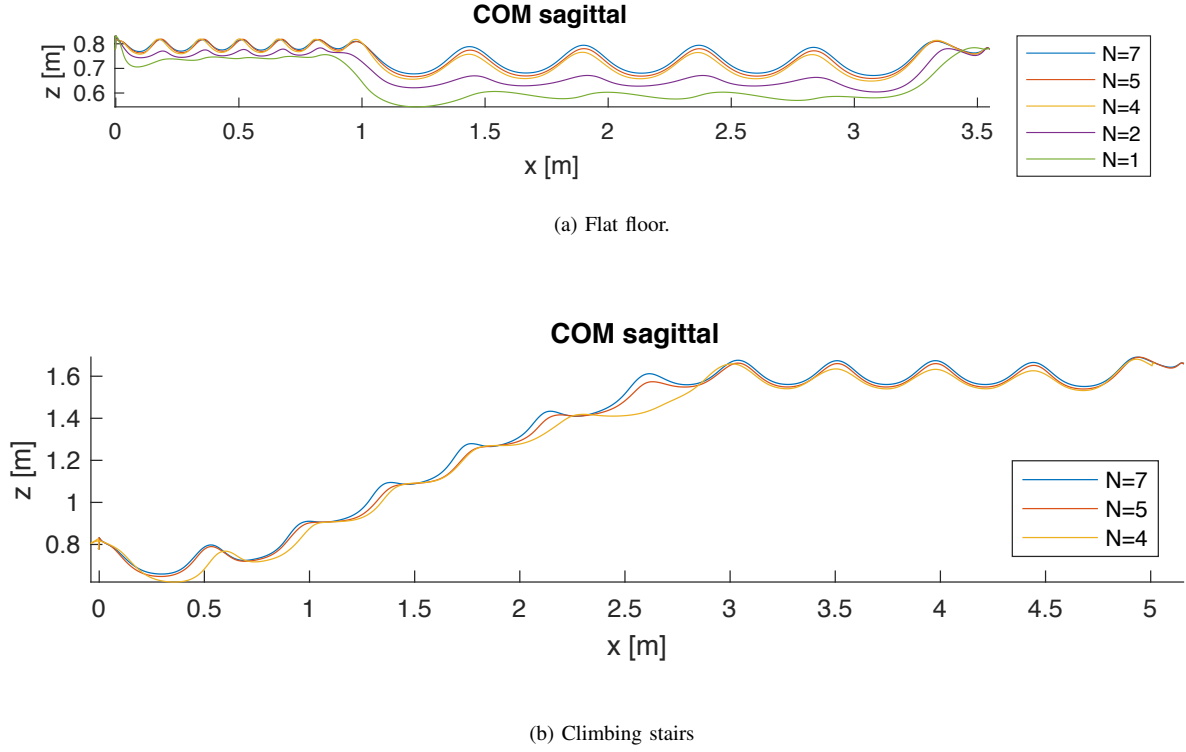 COM sagittal
0.8
0.7
0.6
z [m]
0 0.5 1 1.5 2 2.5 3 3.5
x [m]
N=7
N=5
N=4
N=2
N=1
(a) Flat floor.
COM sagittal
1.6
1.4
1.2
1
0.8
z [m]
0 0.5 1 1.5 2 2.5 3 3.5 4 4.5 5
x [m]
N=7
N=5
N=4
(b) Climbing stairs